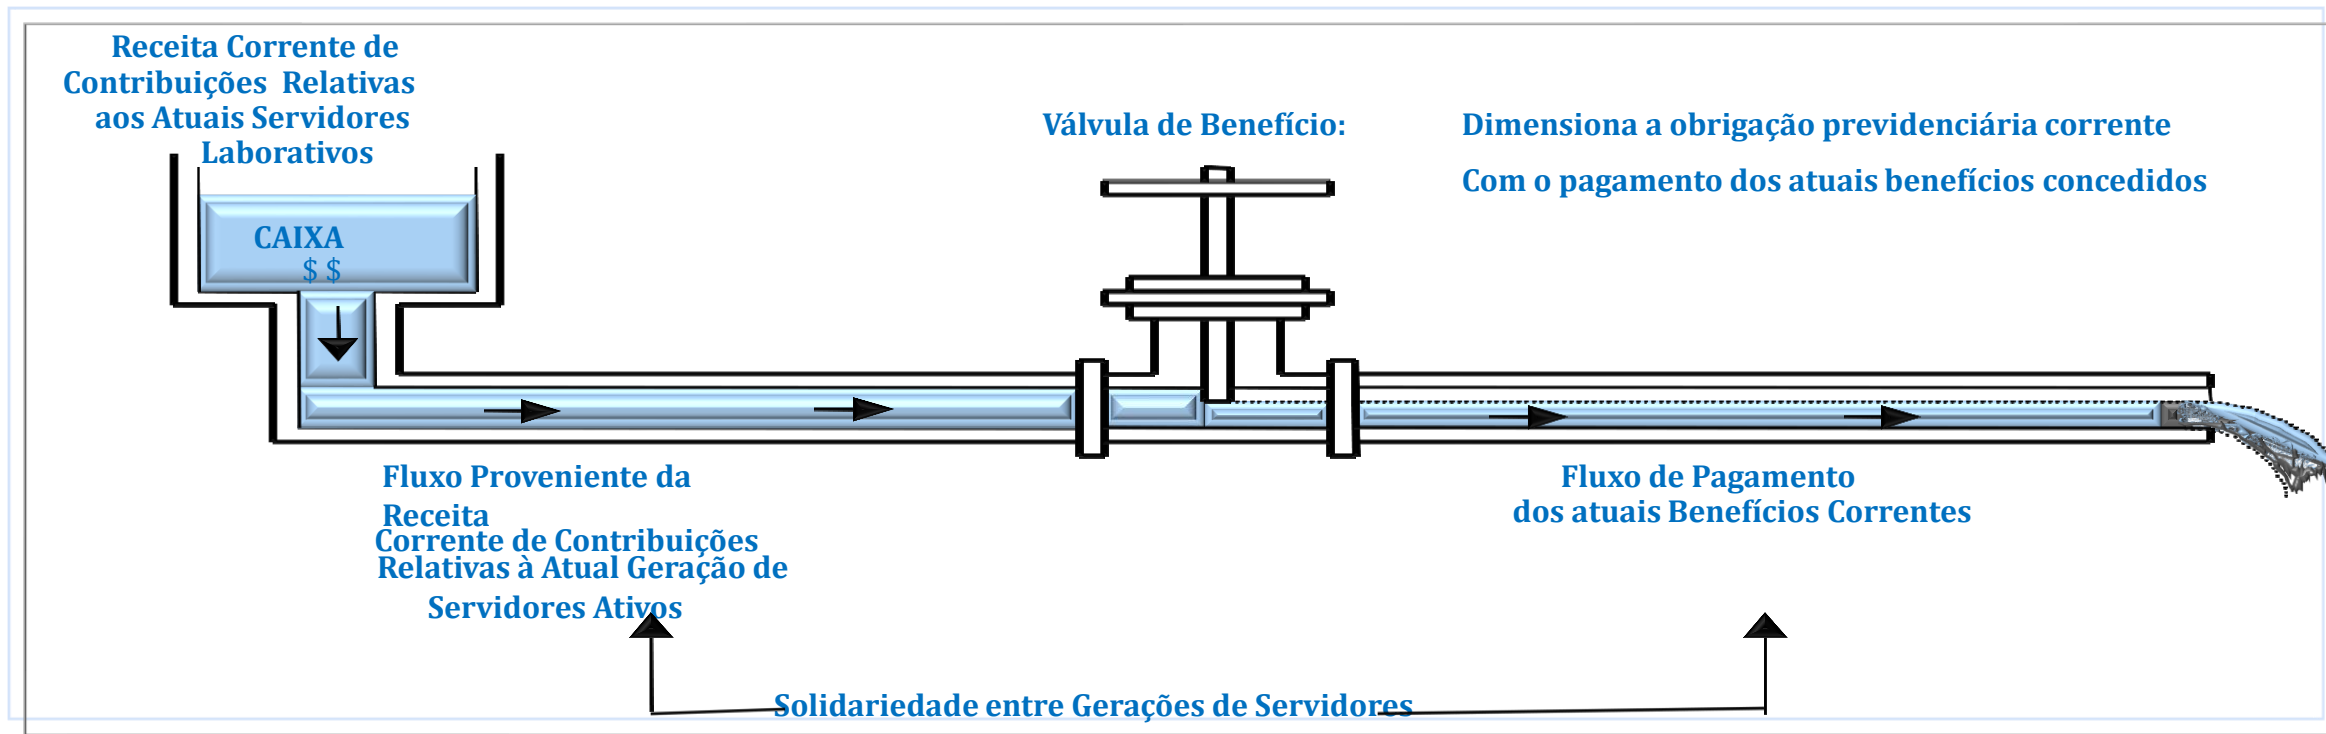 Receita Corrente de
Contribuições Relativas
aos Atuais Servidores
Laborativos
CAIXA
$ $
Válvula de Benefício:
Dimensiona a obrigação previdenciária corrente
Com o pagamento dos atuais benefícios concedidos
Fluxo Proveniente da
Receita
Corrente de Contribuições
Relativas à Atual Geração de
Servidores Ativos
Fluxo de Pagamento
dos atuais Benefícios Correntes
Solidariedade entre Gerações de Servidores